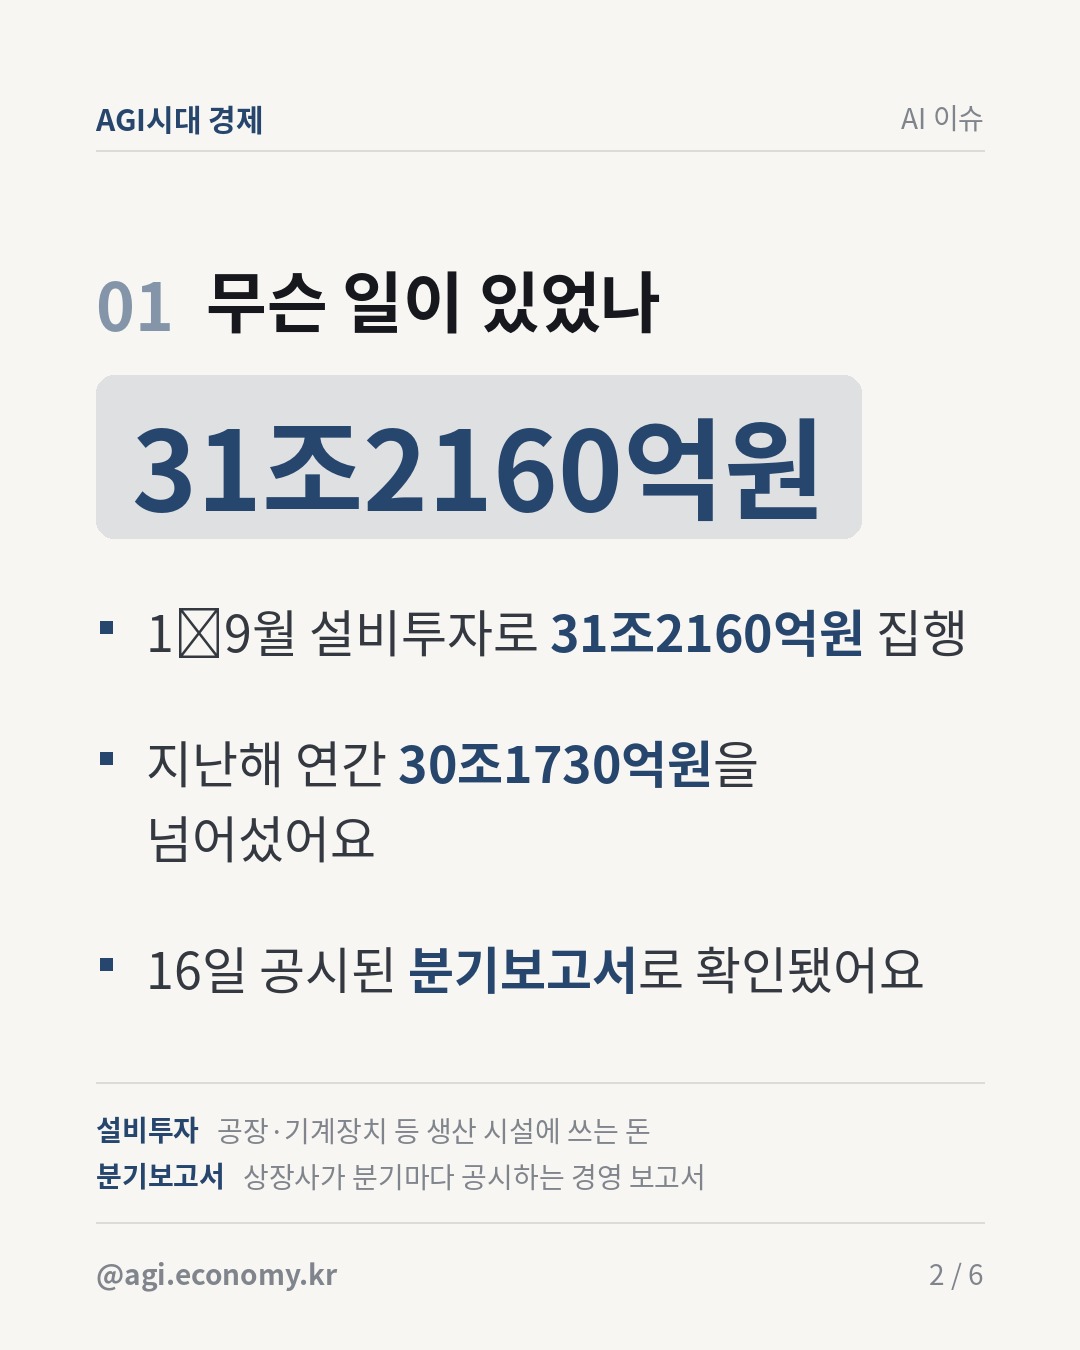 AGI시대 경제
AI 이슈
01 무슨 일이 있었나
31조2160억원
1☒9월 설비투자로 31조2160억원 집행
지난해 연간 30조1730억원을
넘어섰어요
16일 공시된 분기보고서로 확인됐어요
설비투자 공장·기계장치 등 생산 시설에 쓰는 돈
분기보고서 상장사가 분기마다 공시하는 경영 보고서
@agi.economy.kr
2 / 6